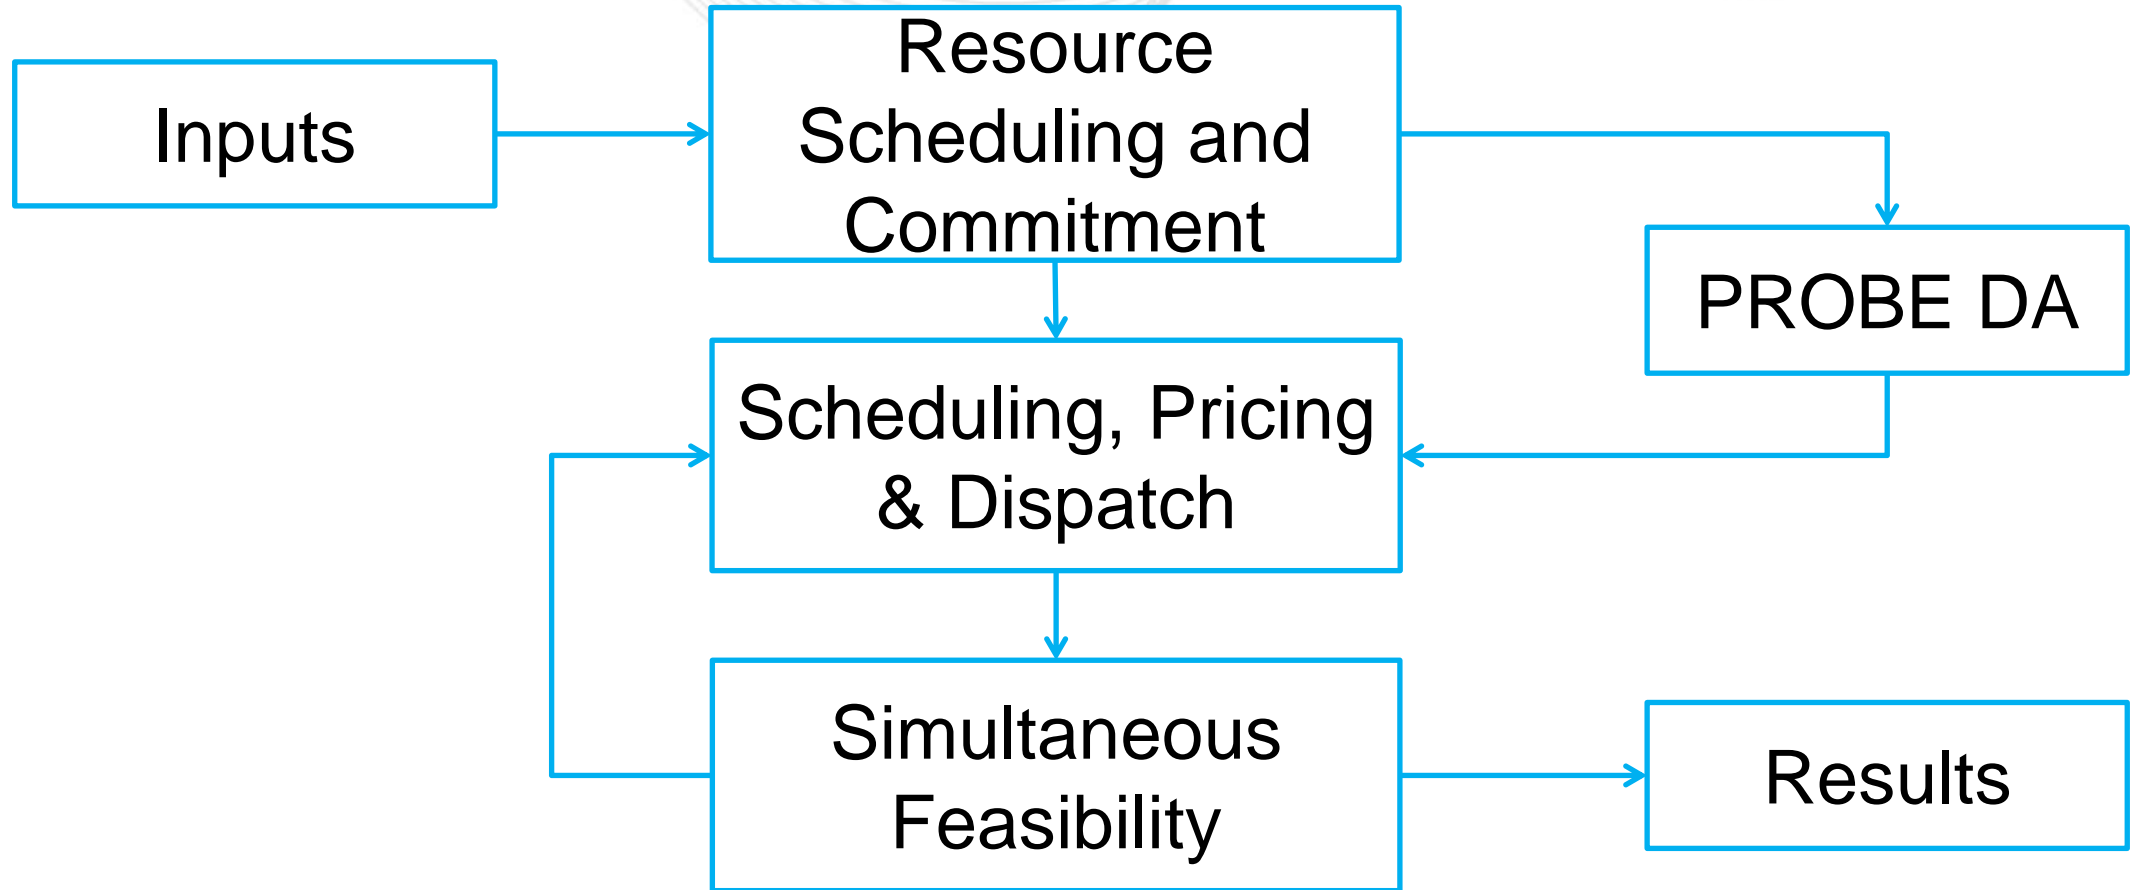 Inputs
Resource
Scheduling and
Commitment
PROBE DA
Scheduling, Pricing
& Dispatch
Simultaneous
Feasibility
Results